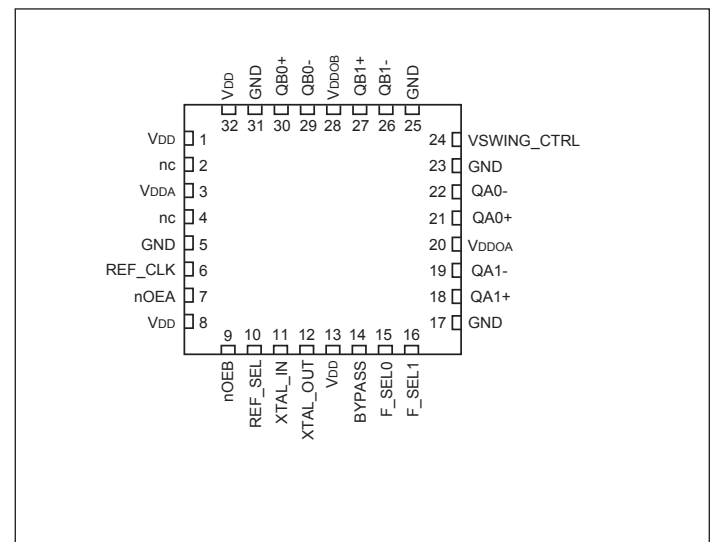 VDD
GND
QB0+
QB0-
VDDOB
QB1+
QB1-
GND
32 31 30 29 28 27 26 25
VDD 1
nc 2
VDDA 3
nc 4
GND 5
REF_CLK 6
nOEA 7
VDD 8
24 VSWING_CTRL
23 GND
22 QA0-
21 QA0+
20 VDDOA
19 QA1-
18 QA1+
17 GND
9 10 11 12 13 14 15 16
nOEB
REF_SEL
XTAL_IN
XTAL_OUT
VDD
BYPASS
F_SEL0
F_SEL1